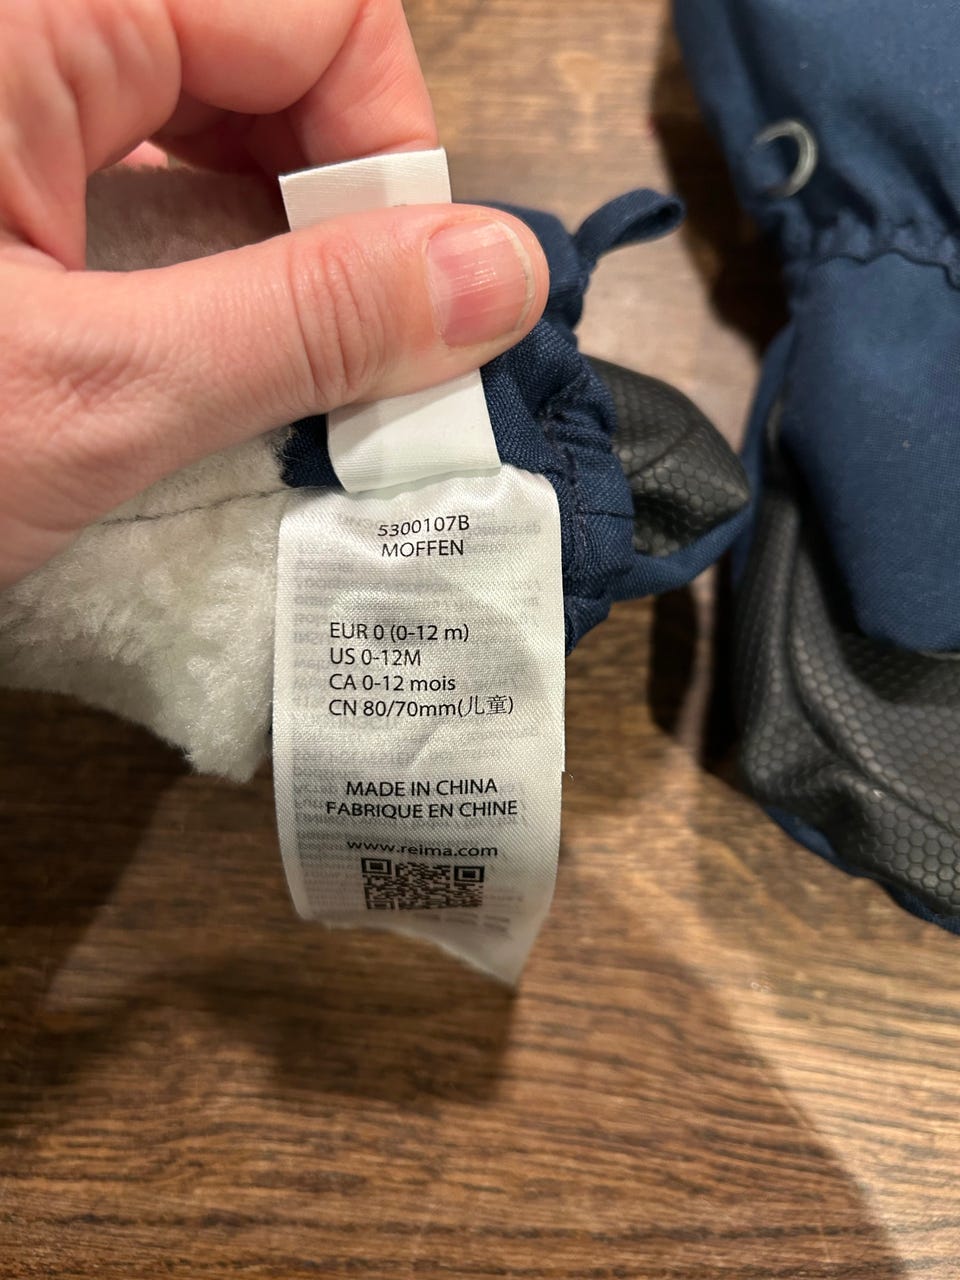 5300107B
MOFFEN
EUR 0 (0-12 m)
US 0-12M
CA 0-12 mois
CN 80/70mm(儿童)
MADE IN CHINA
FABRIQUE EN CHINE
www.reima.com